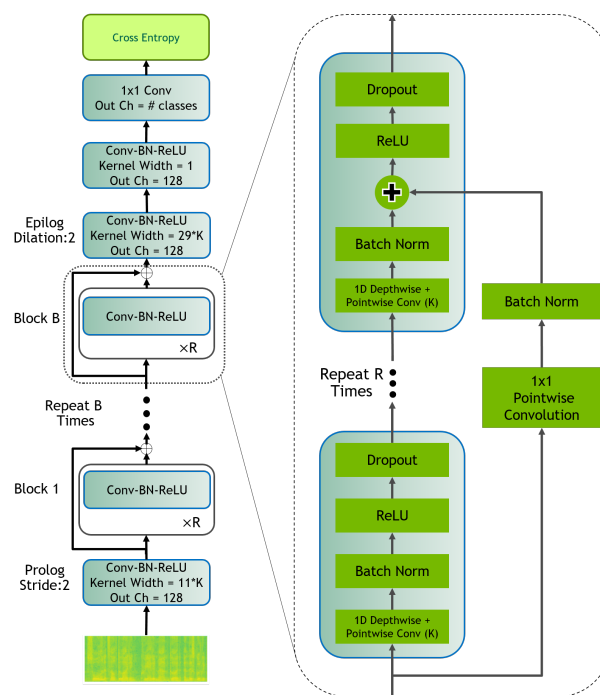 Cross Entropy
1x1 Conv
Out Ch = # classes
Conv-BN-ReLU
Kernel Width = 1
Out Ch = 128
Epilog
Dilation:2
Conv-BN-ReLU
Kernel Width = 29*K
Out Ch = 128
Block B
Conv-BN-ReLU
×R
Repeat B
Times
Block 1
Conv-BN-ReLU
×R
Prolog
Stride:2
Conv-BN-ReLU
Kernel Width = 11*K
Out Ch = 128
Dropout
ReLU
+
Batch Norm
1D Depthwise +
Pointwise Conv (K)
Repeat R
Times
Batch Norm
1x1
Pointwise
Convolution
Dropout
ReLU
Batch Norm
1D Depthwise +
Pointwise Conv (K)